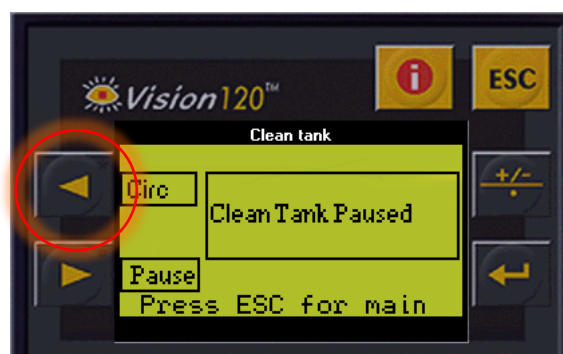 Vision120™
i
ESC
Clean tank
Circ
Clean Tank Paused
+/-
Pause
Press ESC for main